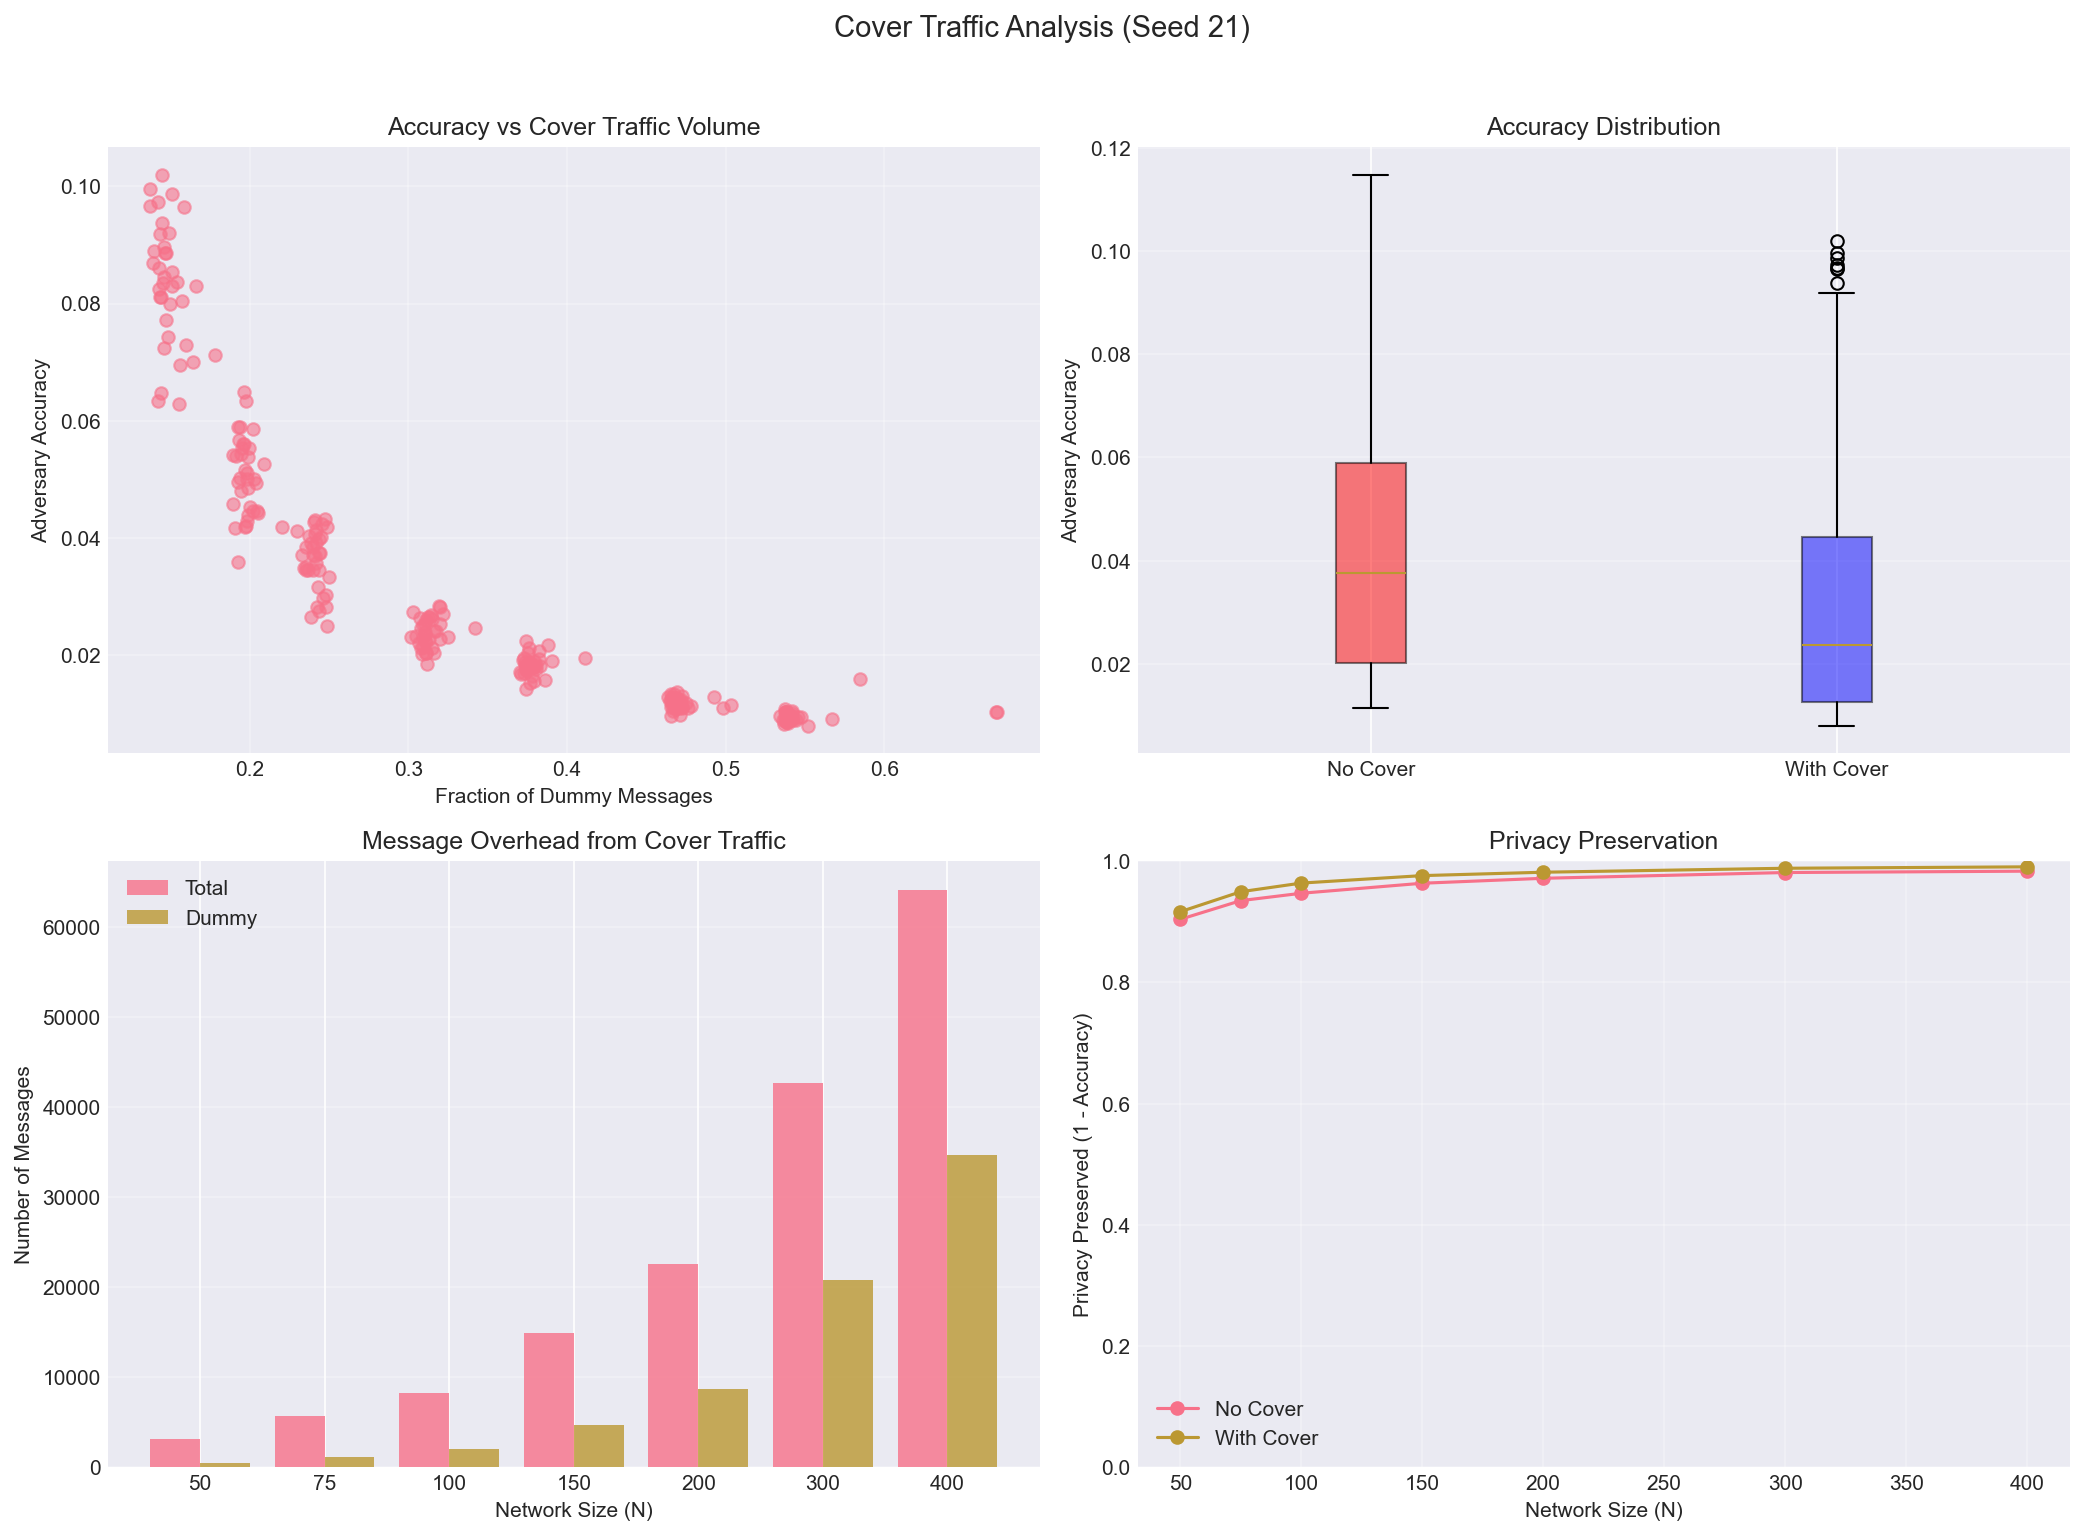 Cover Traffic Analysis (Seed 21)
Accuracy vs Cover Traffic Volume
Adversary Accuracy
0.10
0.08
0.06
0.04
0.02
0.2 0.3 0.4 0.5 0.6
Fraction of Dummy Messages
Accuracy Distribution
Adversary Accuracy
0.12
0.10
0.08
0.06
0.04
0.02
No Cover With Cover
Message Overhead from Cover Traffic
Total
Dummy
Number of Messages
60000
50000
40000
30000
20000
10000
0
50 75 100 150 200 300 400
Network Size (N)
Privacy Preservation
Privacy Preserved (1 - Accuracy)
1.0
0.8
0.6
0.4
0.2
0.0
No Cover
With Cover
50 100 150 200 250 300 350 400
Network Size (N)